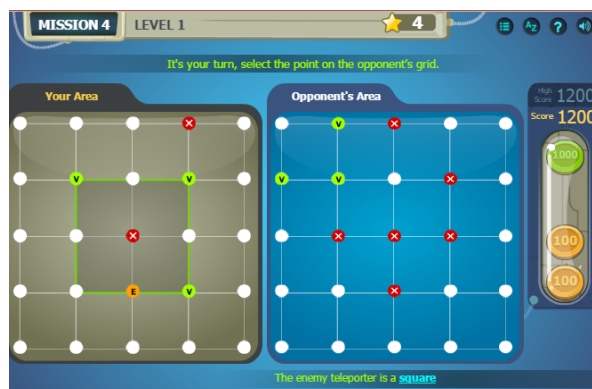 MISSION 4 LEVEL 1 4
It's your turn, select the point on the opponent's grid.
Your Area Opponent's Area
High Score 1200
Score 1200
1000
V
V V V V
100
E V
100
The enemy teleporter is a square